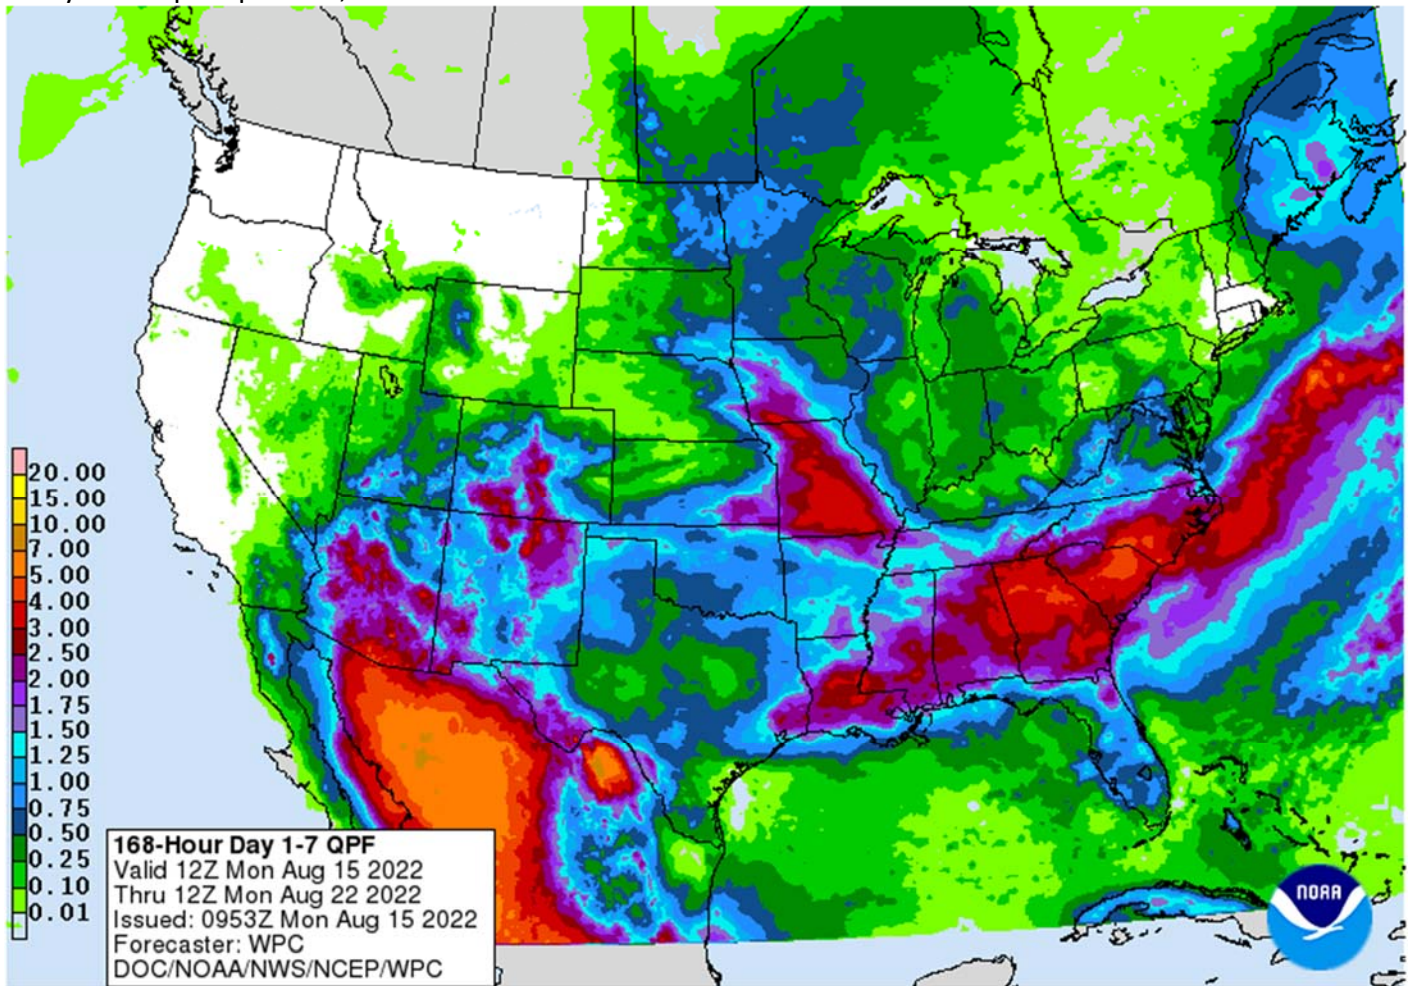 20.00
15.00
10.00
7.00
5.00
4.00
3.00
2.50
2.00
1.75
1.50
1.25
1.00
0.75
0.50
0.25
0.10
0.01
168-Hour Day 1-7 QPF
Valid 12Z Mon Aug 15 2022
Thru 12Z Mon Aug 22 2022
Issued: 0953Z Mon Aug 15 2022
Forecaster: WPC
DOC/NOAA/NWS/NCEP/WPC
NOAA